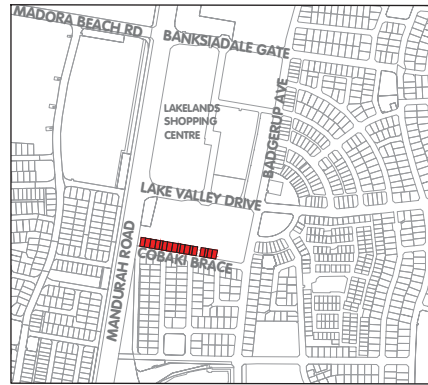 MADORA BEACH RD
BANKSIADALE GATE
LAKELANDS
SHOPPING
CENTRE
BADGERUP AVE
LAKE VALLEY DRIVE
MANDURAH ROAD
COBAKI BRACE